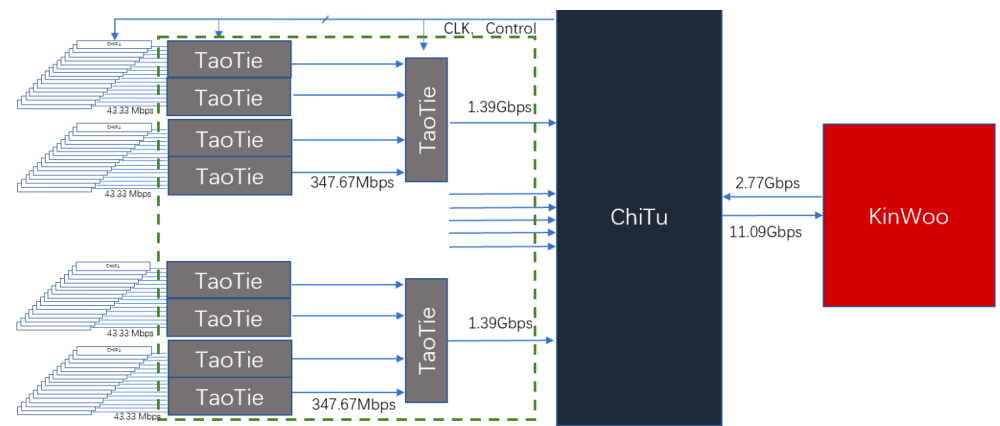 CLK, Control
TaoTie
TaoTie
43.33 Mbps
TaoTie
1.39Gbps
TaoTie
TaoTie
347.67Mbps
43.33 Mbps
2.77Gbps
ChiTu
KinWoo
11.09Gbps
TaoTie
TaoTie
43.33 Mbps
TaoTie
1.39Gbps
TaoTie
TaoTie
347.67Mbps
43.33 Mbps